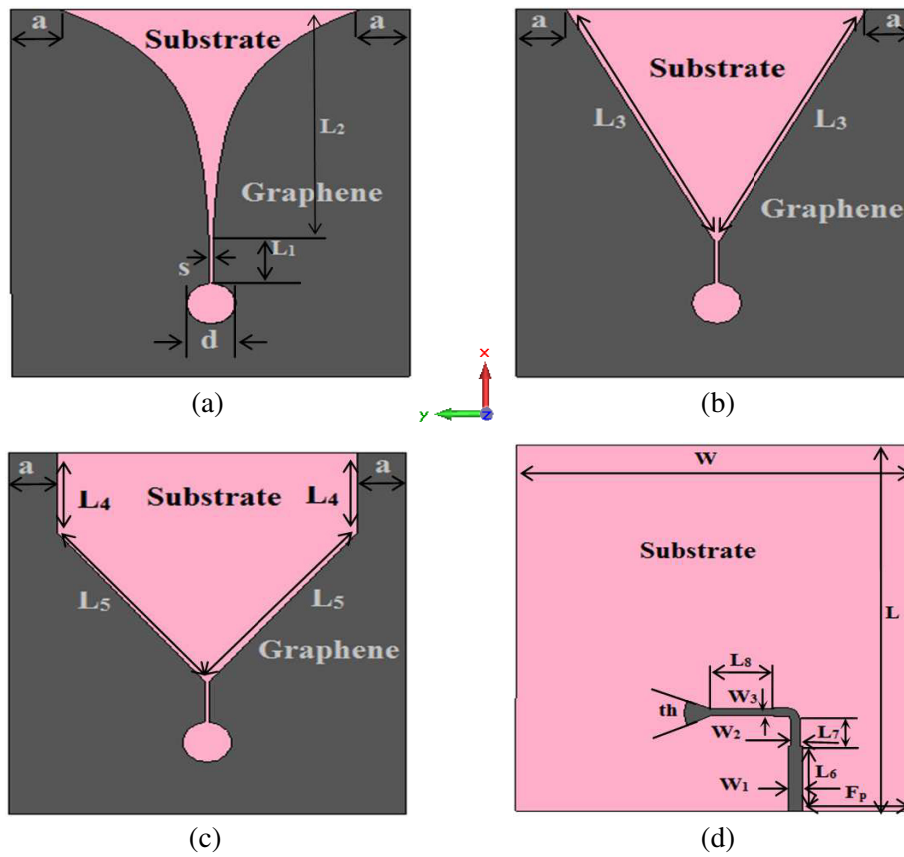 a Substrate a
L₂
Graphene
L₁
s
d
(a)
a a
Substrate
L₃ L₃
Graphene
(b)
x
y z
a a
L₄ Substrate L₄
L₅ L₅
Graphene
(c)
W
Substrate
L
L₈
W₃
th
W₂ L₇
L₆
W₁ Fₚ
(d)